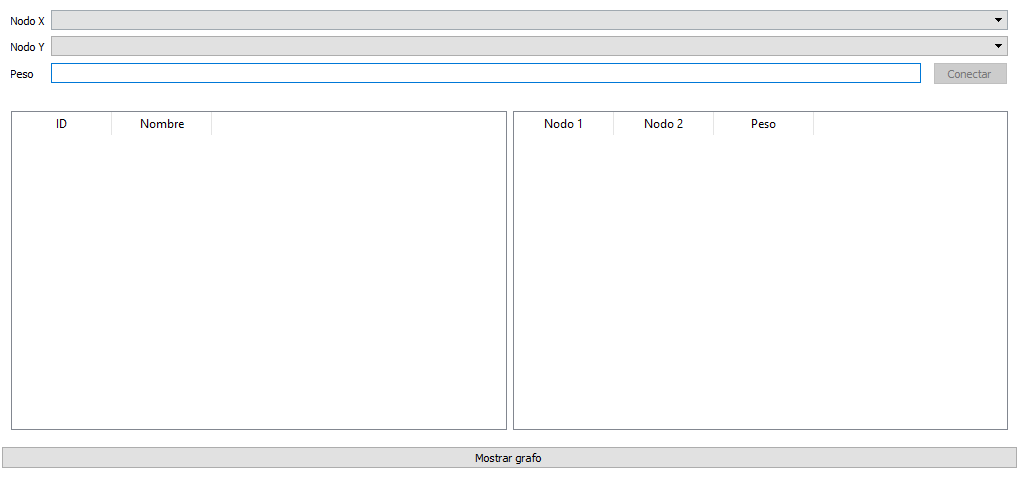 Nodo X
Nodo Y
Peso Conectar
ID Nombre Nodo 1 Nodo 2 Peso
Mostrar grafo